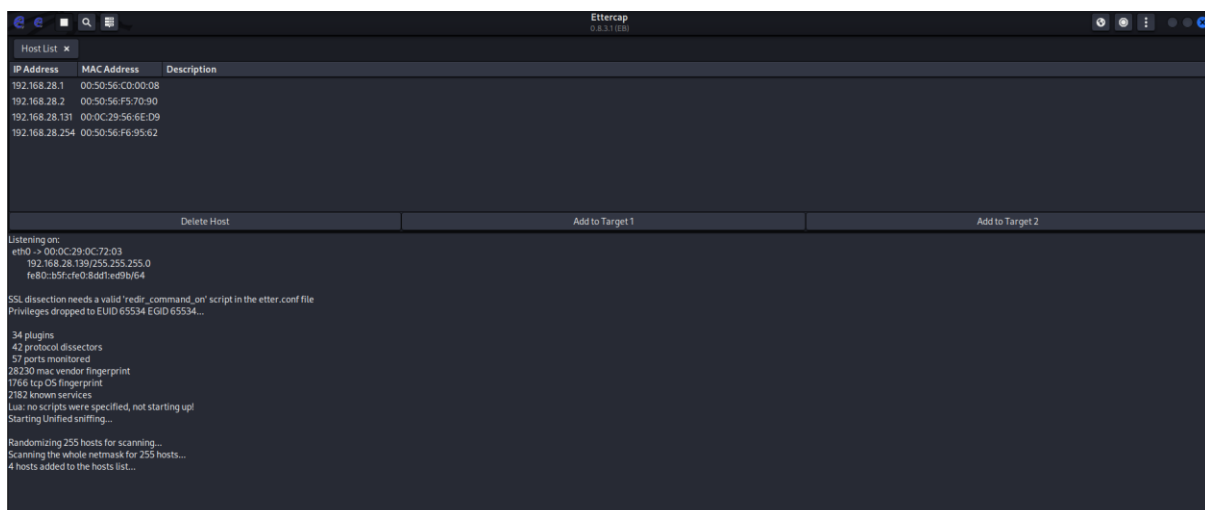 Ettercap
0.8.3.1 (EB)
Host List ×
IP Address MAC Address Description
192.168.28.1 00:50:56:C0:00:08
192.168.28.2 00:50:56:F5:70:90
192.168.28.131 00:0C:29:56:6E:D9
192.168.28.254 00:50:56:F6:95:62
Delete Host Add to Target 1 Add to Target 2
Listening on:
eth0 -> 00:0C:29:0C:72:03
192.168.28.139/255.255.255.0
fe80::b5f:cfe0:8dd1:ed9b/64
SSL dissection needs a valid 'redir_command_on' script in the etter.conf file
Privileges dropped to EUID 65534 EGID 65534...
34 plugins
42 protocol dissectors
57 ports monitored
28230 mac vendor fingerprint
1766 tcp OS fingerprint
2182 known services
Lua: no scripts were specified, not starting up!
Starting Unified sniffing...
Randomizing 255 hosts for scanning...
Scanning the whole netmask for 255 hosts...
4 hosts added to the hosts list...